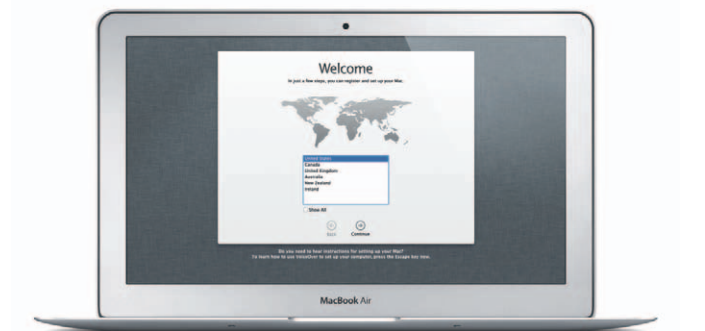 Welcome
In just a few steps, you can register and set up your Mac.
United States
Canada
United Kingdom
Australia
New Zealand
Ireland
Show All
Back
Continue
Do you need to hear instructions for setting up your Mac?
To learn how to use VoiceOver to set up your computer, press the Escape key now.
MacBook Air